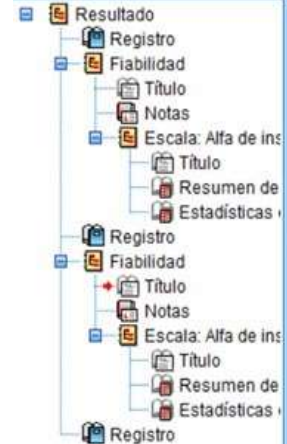 Resultado
Registro
Fiabilidad
Título
Notas
Escala: Alfa de ins
Título
Resumen de
Estadísticas
Registro
Fiabilidad
Título
Notas
Escala: Alfa de ins
Título
Resumen de
Estadísticas
Registro